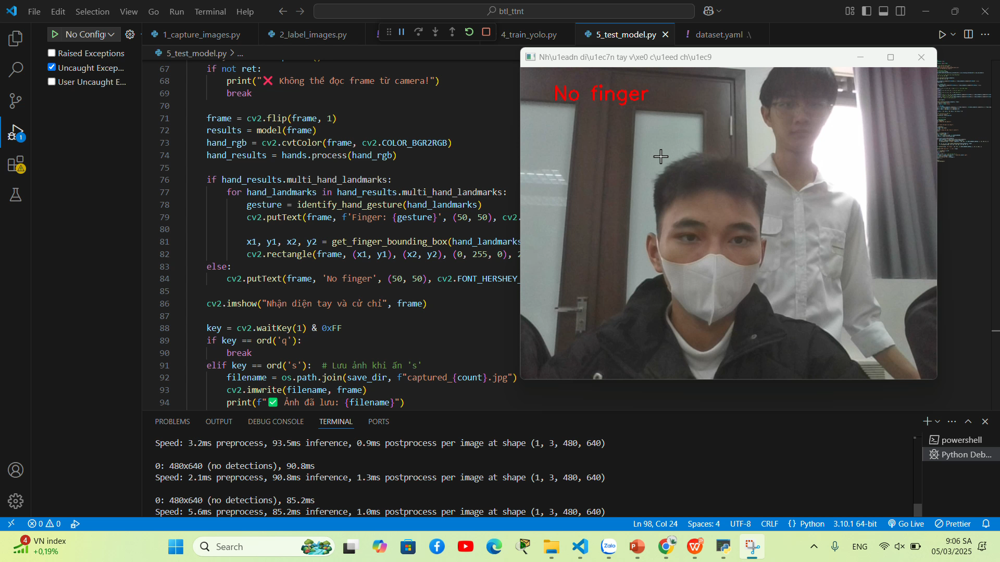 File Edit Selection View Go Run Terminal Help
btl_ttnt
No Config
1_capture_images.py
2_label_images.py
4_train_yolo.py
5_test_model.py
dataset.yaml .\
Raised Exceptions
Uncaught Excep...
User Uncaught E...
5_test_model.py > ...
67 if not ret:
68 print("❌ Không thể đọc frame từ camera!")
69 break
70
71 frame = cv2.flip(frame, 1)
72 results = model(frame)
73 hand_rgb = cv2.cvtColor(frame, cv2.COLOR_BGR2RGB)
74 hand_results = hands.process(hand_rgb)
75
76 if hand_results.multi_hand_landmarks:
77 for hand_landmarks in hand_results.multi_hand_landmarks:
78 gesture = identify_hand_gesture(hand_landmarks)
79 cv2.putText(frame, f'Finger: {gesture}', (50, 50), cv2.
80
81 x1, y1, x2, y2 = get_finger_bounding_box(hand_landmarks
82 cv2.rectangle(frame, (x1, y1), (x2, y2), (0, 255, 0), 2
83 else:
84 cv2.putText(frame, 'No finger', (50, 50), cv2.FONT_HERSHEY_
85
86 cv2.imshow("Nhận diện tay và cử chỉ", frame)
87
88 key = cv2.waitKey(1) & 0xFF
89 if key == ord('q'):
90 break
91 elif key == ord('s'): # Lưu ảnh khi ấn 's'
92 filename = os.path.join(save_dir, f"captured_{count}.jpg")
93 cv2.imwrite(filename, frame)
94 print(f"✅ Ảnh đã lưu: {filename}")
Nh\u1eadn di\u1ec7n tay v\xe0 c\u1eed ch\u1ec9
No finger
PROBLEMS OUTPUT DEBUG CONSOLE TERMINAL PORTS
Speed: 3.2ms preprocess, 93.5ms inference, 0.9ms postprocess per image at shape (1, 3, 480, 640)
0: 480x640 (no detections), 90.8ms
Speed: 2.1ms preprocess, 90.8ms inference, 1.3ms postprocess per image at shape (1, 3, 480, 640)
0: 480x640 (no detections), 85.2ms
Speed: 5.6ms preprocess, 85.2ms inference, 1.0ms postprocess per image at shape (1, 3, 480, 640)
powershell
Python Deb...
1
0 0
Ln 98, Col 24 Spaces: 4 UTF-8 CRLF {} Python 3.10.1 64-bit Go Live Prettier
4
VN index
+0,19%
Search
Zalo
ENG
9:06 SA
05/03/2025